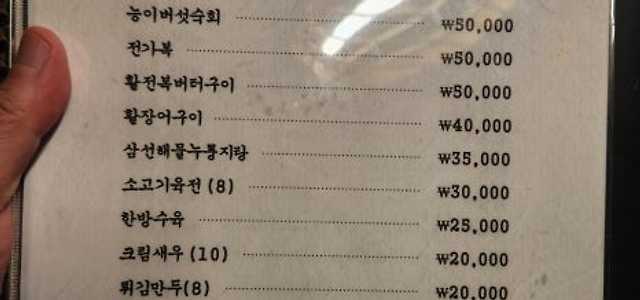 능이버섯숙회 ₩50,000
전가복 ₩50,000
활전복버터구이 ₩50,000
활장어구이 ₩40,000
삼선해물누룽지탕 ₩35,000
소고기육전 (8) ₩30,000
한방수육 ₩25,000
크림새우 (10) ₩20,000
튀김만두(8) ₩20,000